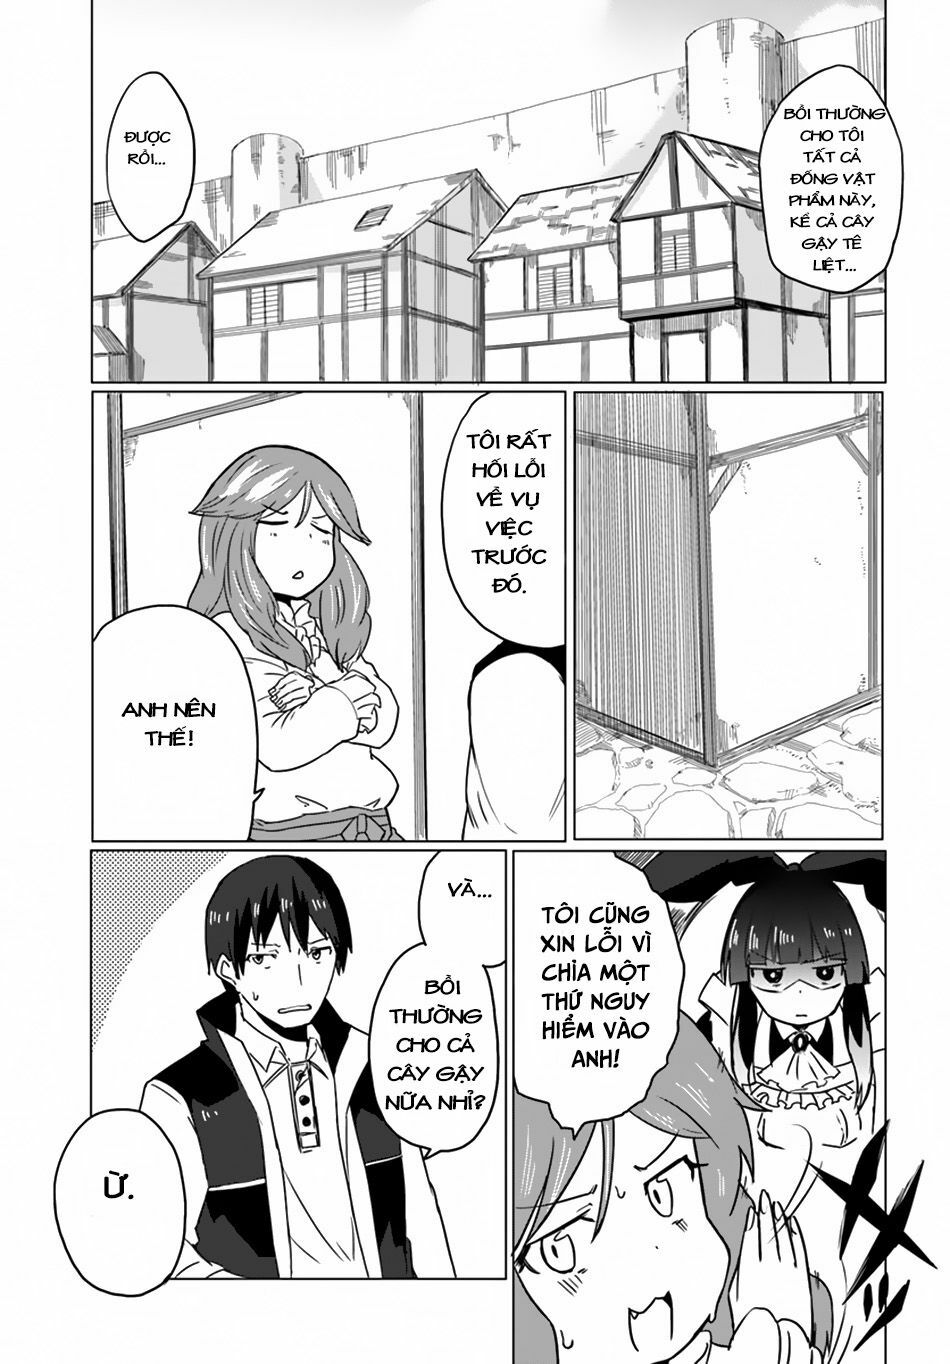 BỒI THƯỜNG
CHO TÔI
TẤT CẢ
ĐỐNG VẬT
PHẨM NÀY,
KỂ CẢ CÂY
GẬY TÊ
LIỆT...
ĐƯỢC
RỒI...
TÔI RẤT
HỐI LỖI
VỀ VỤ
VIỆC
TRƯỚC
ĐÓ.
ANH NÊN
THẾ!
TÔI CŨNG
XIN LỖI VÌ
CHỈA MỘT
THỨ NGUY
HIỂM VÀO
ANH!
VÀ...
BỒI
THƯỜNG
CHO CẢ
CÂY GẬY
NỮA NHỈ?
Ừ.